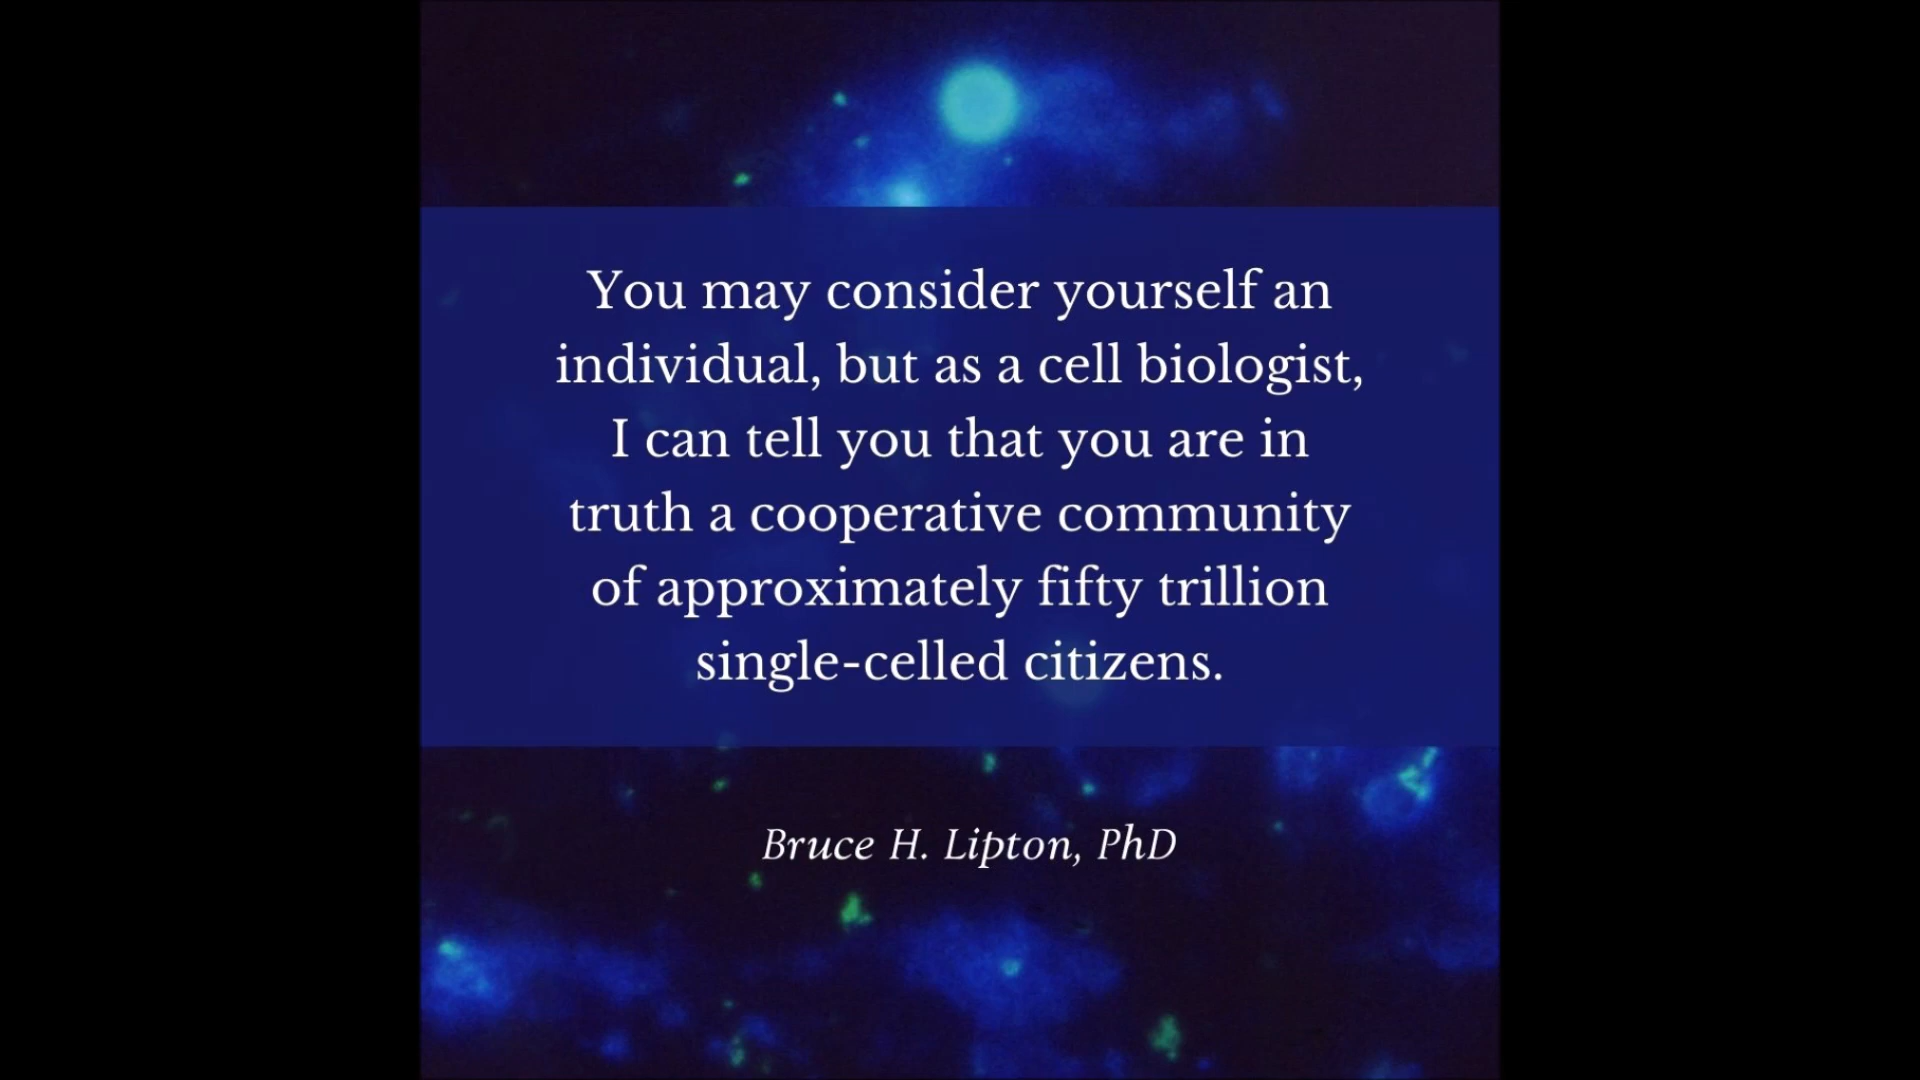 You may consider yourself an
individual, but as a cell biologist,
I can tell you that you are in
truth a cooperative community
of approximately fifty trillion
single-celled citizens.
Bruce H. Lipton, PhD